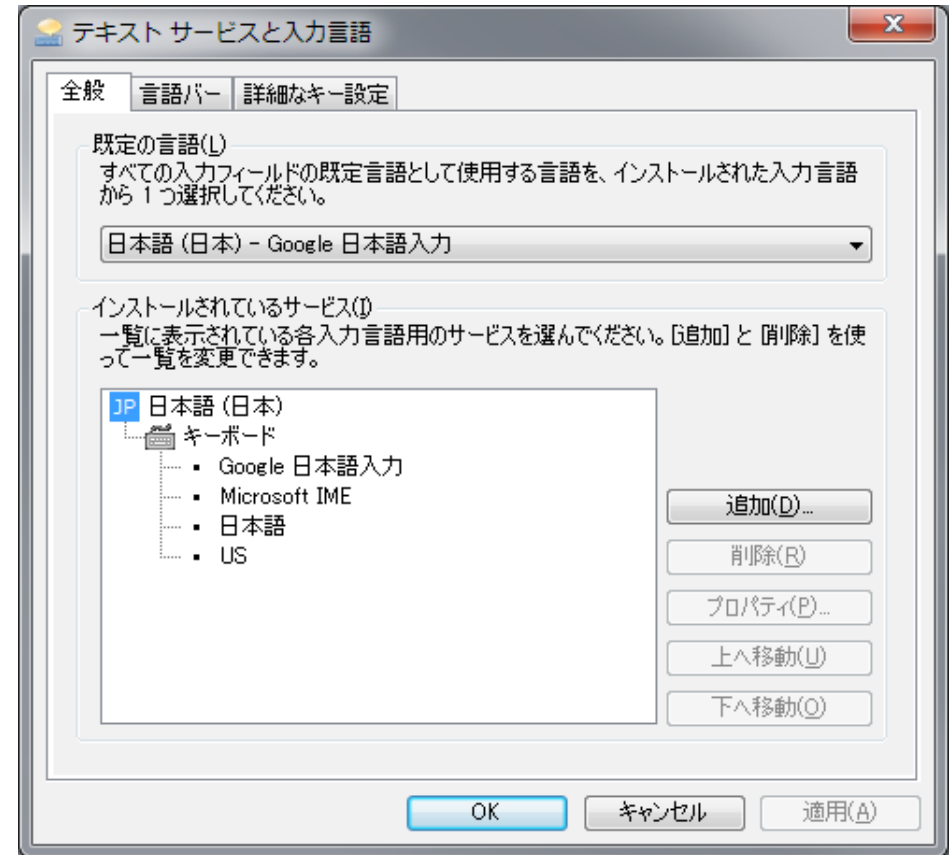 テキスト サービスと入力言語
全般
言語バー
詳細なキー設定
既定の言語(L)
すべての入力フィールドの既定言語として使用する言語を、インストールされた入力言語
から 1 つ選択してください。
日本語 (日本) - Google 日本語入力
インストールされているサービス(I)
一覧に表示されている各入力言語用のサービスを選んでください。[追加] と [削除] を使
って一覧を変更できます。
JP 日本語 (日本)
キーボード
Google 日本語入力
Microsoft IME
日本語
US
追加(D)...
削除(R)
プロパティ(P)...
上へ移動(U)
下へ移動(O)
OK
キャンセル
適用(A)